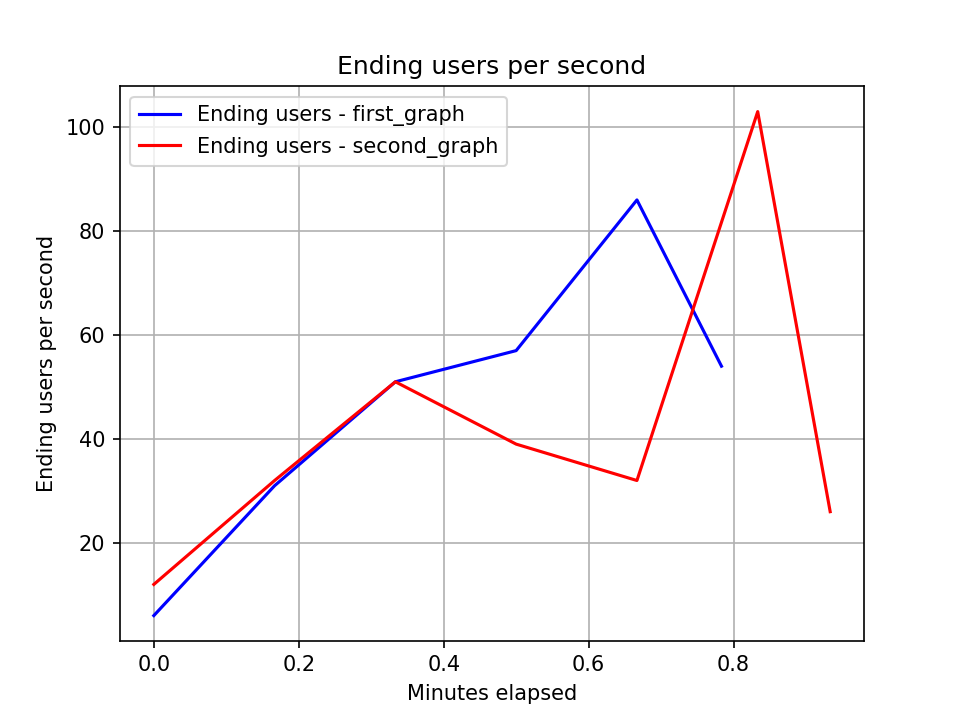 Ending users per second
Ending users - first_graph
Ending users - second_graph
100
80
60
40
20
Ending users per second
0.0 0.2 0.4 0.6 0.8
Minutes elapsed